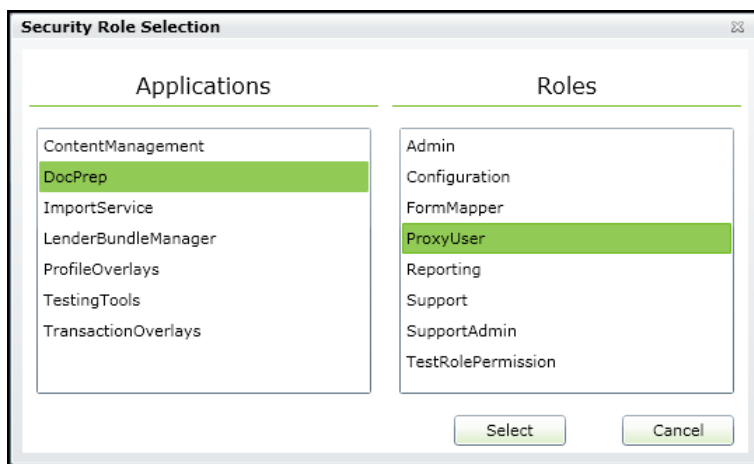 Security Role Selection
Applications
ContentManagement
DocPrep
ImportService
LenderBundleManager
ProfileOverlays
TestingTools
TransactionOverlays
Roles
Admin
Configuration
FormMapper
ProxyUser
Reporting
Support
SupportAdmin
TestRolePermission
Select
Cancel